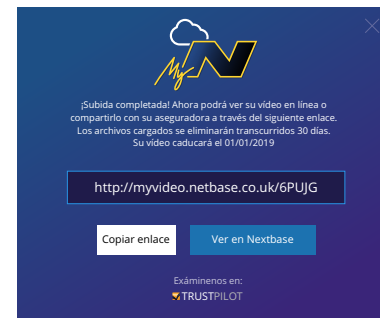 My N
¡Subida completada! Ahora podrá ver su vídeo en línea o
compartirlo con su aseguradora a través del siguiente enlace.
Los archivos cargados se eliminarán transcurridos 30 días.
Su vídeo caducará el 01/01/2019
http://myvideo.netbase.co.uk/6PUJG
Copiar enlace
Ver en Nextbase
Exáminenos en:
TRUSTPILOT